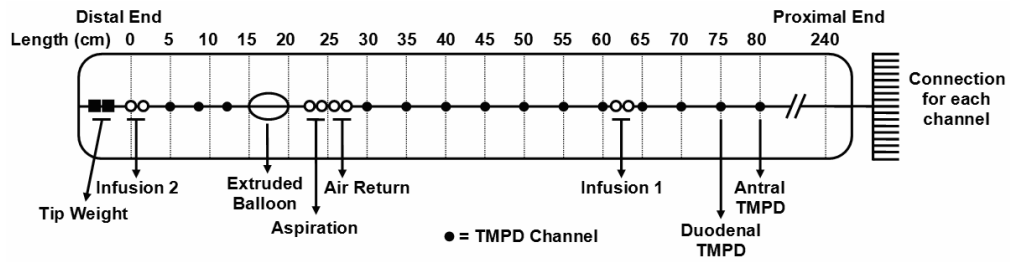 Distal End
Proximal End
Length (cm) 0 5 10 15 20 25 30 35 40 45 50 55 60 65 70 75 80 240
Connection
for each
channel
Infusion 2
Extruded
Balloon
Air Return
Infusion 1
Antral
TMPD
Tip Weight
Aspiration
Duodenal
TMPD
= TMPD Channel